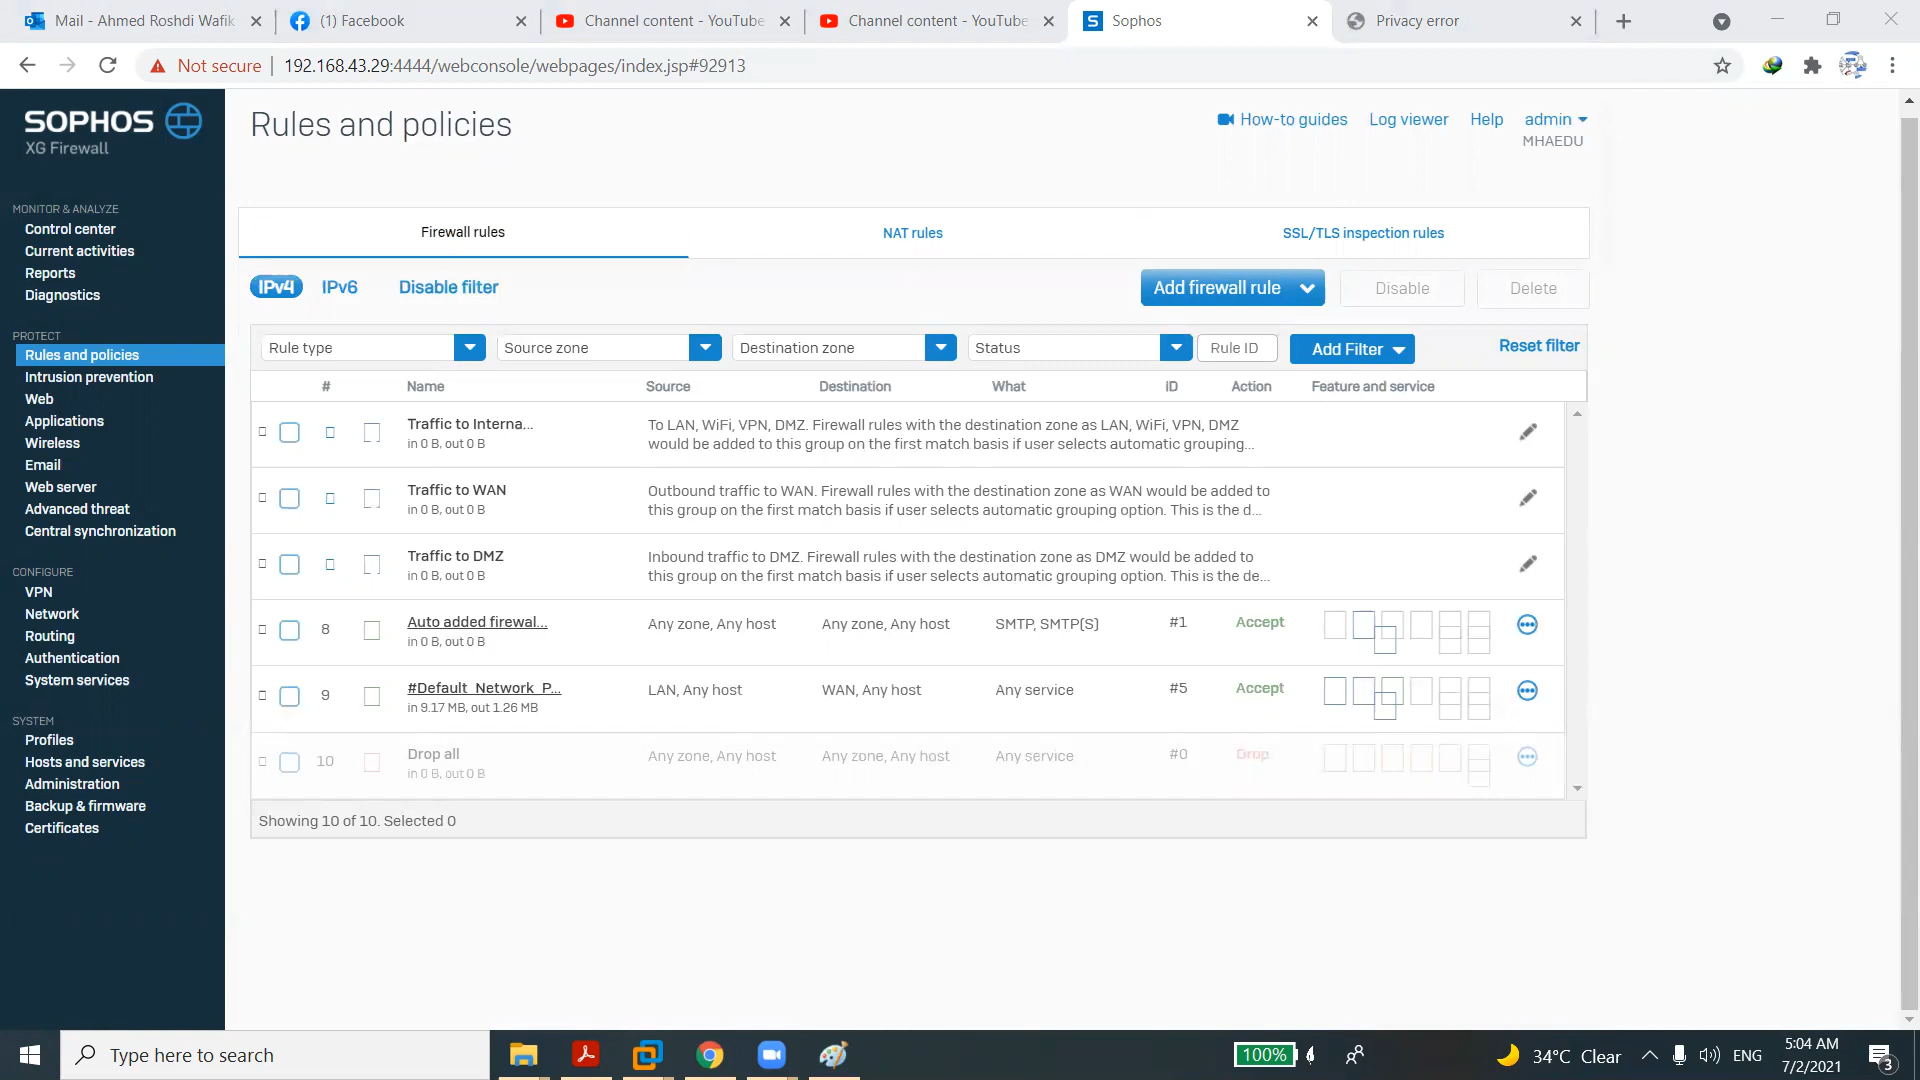 Mail - Ahmed Roshdi Wafik
(1) Facebook
Channel content - YouTube
Channel content - YouTube
Sophos
Privacy error
Not secure
192.168.43.29:4444/webconsole/webpages/index.jsp#92913
SOPHOS
XG Firewall
Rules and policies
How-to guides
Log viewer
Help
admin
MHAEDU
MONITOR & ANALYZE
Control center
Current activities
Reports
Diagnostics
PROTECT
Rules and policies
Intrusion prevention
Web
Applications
Wireless
Email
Web server
Advanced threat
Central synchronization
CONFIGURE
VPN
Network
Routing
Authentication
System services
SYSTEM
Profiles
Hosts and services
Administration
Backup & firmware
Certificates
Firewall rules
NAT rules
SSL/TLS inspection rules
IPv4
IPv6
Disable filter
Add firewall rule
Disable
Delete
Rule type
Source zone
Destination zone
Status
Rule ID
Add Filter
Reset filter
# Name Source Destination What ID Action Feature and service
Traffic to Interna...
in 0 B, out 0 B
To LAN, WiFi, VPN, DMZ. Firewall rules with the destination zone as LAN, WiFi, VPN, DMZ
would be added to this group on the first match basis if user selects automatic grouping...
Traffic to WAN
in 0 B, out 0 B
Outbound traffic to WAN. Firewall rules with the destination zone as WAN would be added to
this group on the first match basis if user selects automatic grouping option. This is the d...
Traffic to DMZ
in 0 B, out 0 B
Inbound traffic to DMZ. Firewall rules with the destination zone as DMZ would be added to
this group on the first match basis if user selects automatic grouping option. This is the de...
8 Auto added firewal... Any zone, Any host Any zone, Any host SMTP, SMTP(S) #1 Accept
in 0 B, out 0 B
9 #Default_Network_P... LAN, Any host WAN, Any host Any service #5 Accept
in 9.17 MB, out 1.26 MB
10 Drop all Any zone, Any host Any zone, Any host Any service #0 Drop
in 0 B, out 0 B
Showing 10 of 10. Selected 0
Type here to search
100%
34°C Clear
ENG
5:04 AM
7/2/2021
3